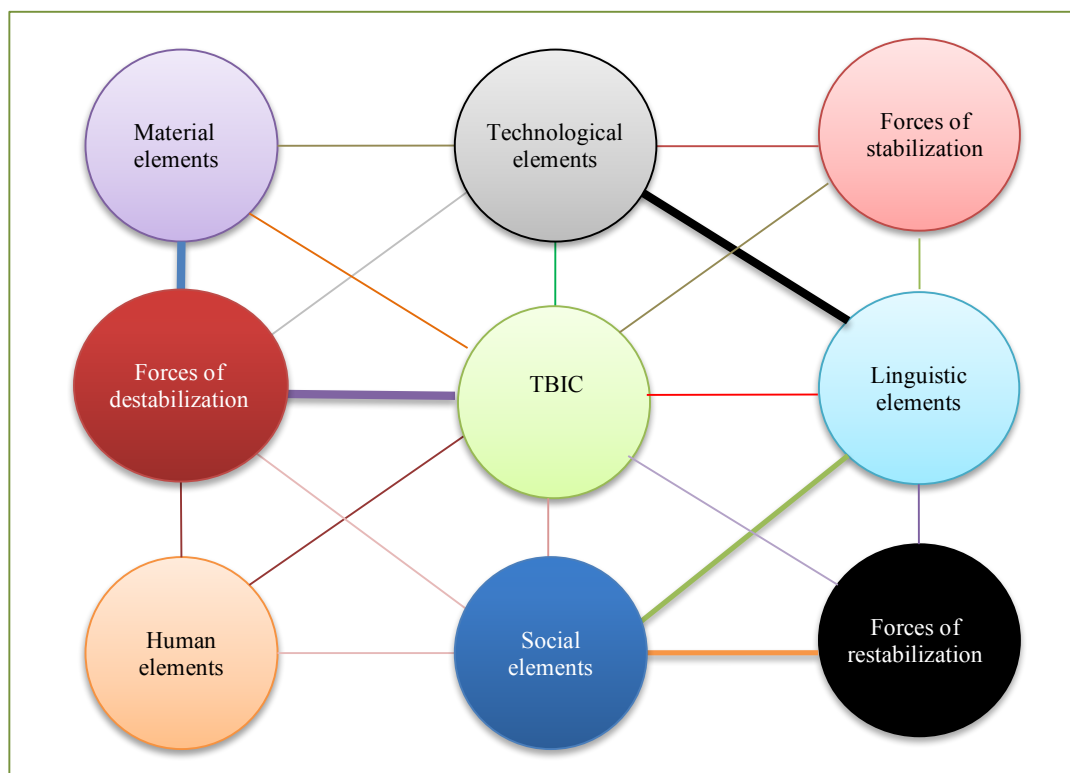 Material
elements
Technological
elements
Forces of
stabilization
Forces of
destabilization
TBIC
Linguistic
elements
Human
elements
Social
elements
Forces of
restabilization